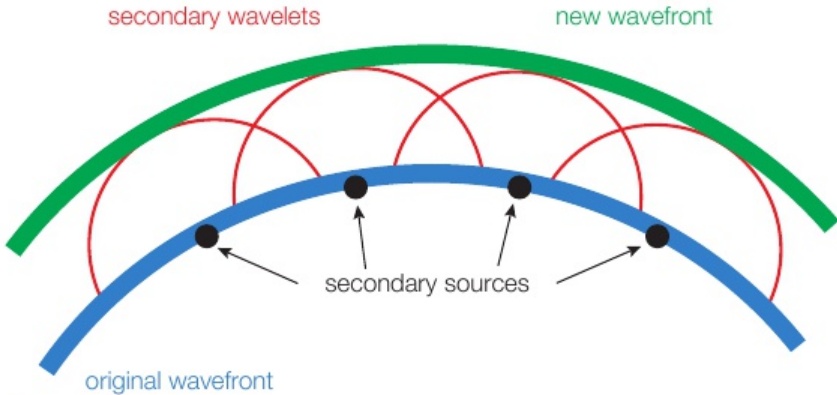 secondary wavelets
new wavefront
secondary sources
original wavefront